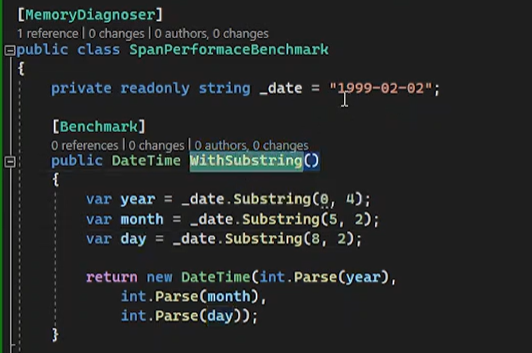 [MemoryDiagnoser]
1 reference | 0 changes | 0 authors, 0 changes
public class SpanPerformaceBenchmark
{
private readonly string _date = "1999-02-02";
[Benchmark]
0 references | 0 changes | 0 authors, 0 changes
public DateTime WithSubstring()
{
var year = _date.Substring(0, 4);
var month = _date.Substring(5, 2);
var day = _date.Substring(8, 2);
return new DateTime(int.Parse(year),
int.Parse(month),
int.Parse(day));
}